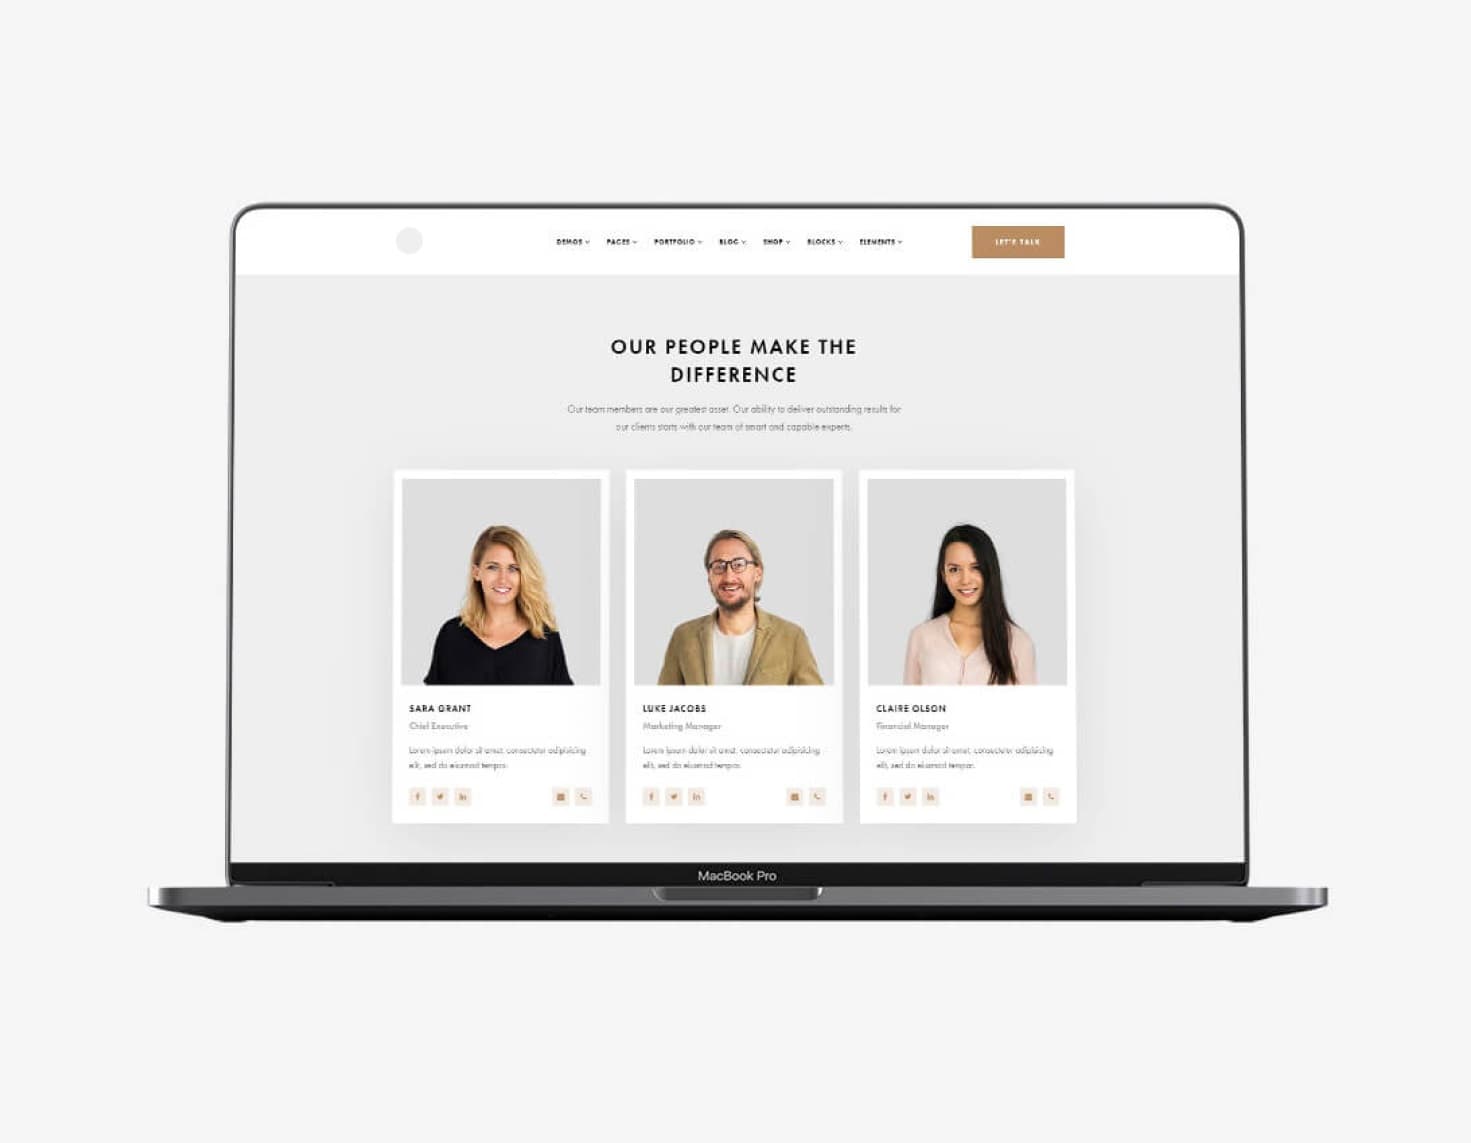 DEMOS PAGES PORTFOLIO BLOG SHOP BLOCKS ELEMENTS LET'S TALK
OUR PEOPLE MAKE THE
DIFFERENCE
Our team members are our greatest asset. Our ability to deliver outstanding results for
our clients starts with our team of smart and capable experts.
SARA GRANT
Chief Executive
Lorem ipsum dolor sit amet, consectetur adipisicing
elit, sed do eiusmod tempor.
LUKE JACOBS
Marketing Manager
Lorem ipsum dolor sit amet, consectetur adipisicing
elit, sed do eiusmod tempor.
CLAIRE OLSON
Financial Manager
Lorem ipsum dolor sit amet, consectetur adipisicing
elit, sed do eiusmod tempor.
MacBook Pro